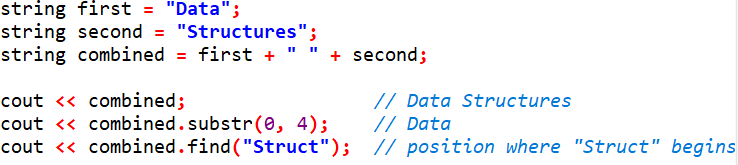 string first = "Data";
string second = "Structures";
string combined = first + " " + second;
cout << combined;                // Data Structures
cout << combined.substr(0, 4);   // Data
cout << combined.find("Struct"); // position where "Struct" begins